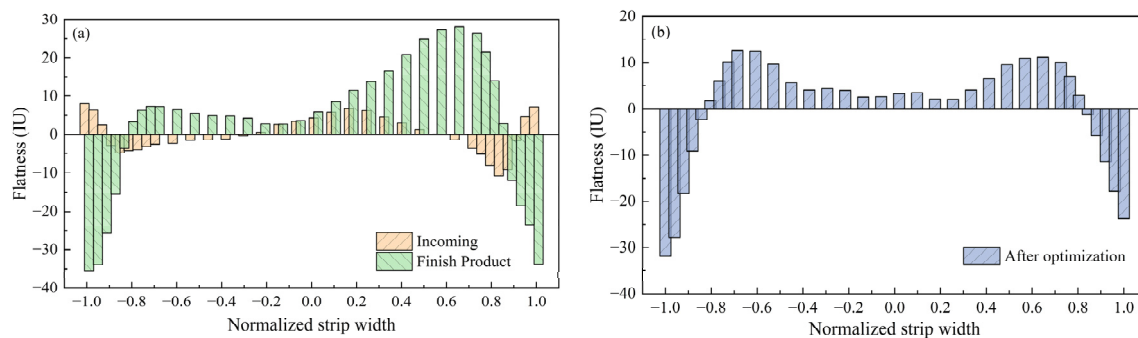 (a)
30
20
10
0
−10
−20
−30
−40
Flatness (IU)
Incoming
Finish Product
−1.0 −0.8 −0.6 −0.4 −0.2 0.0 0.2 0.4 0.6 0.8 1.0
Normalized strip width
(b)
20
10
0
−10
−20
−30
−40
Flatness (IU)
After optimization
−1.0 −0.8 −0.6 −0.4 −0.2 0.0 0.2 0.4 0.6 0.8 1.0
Normalized strip width